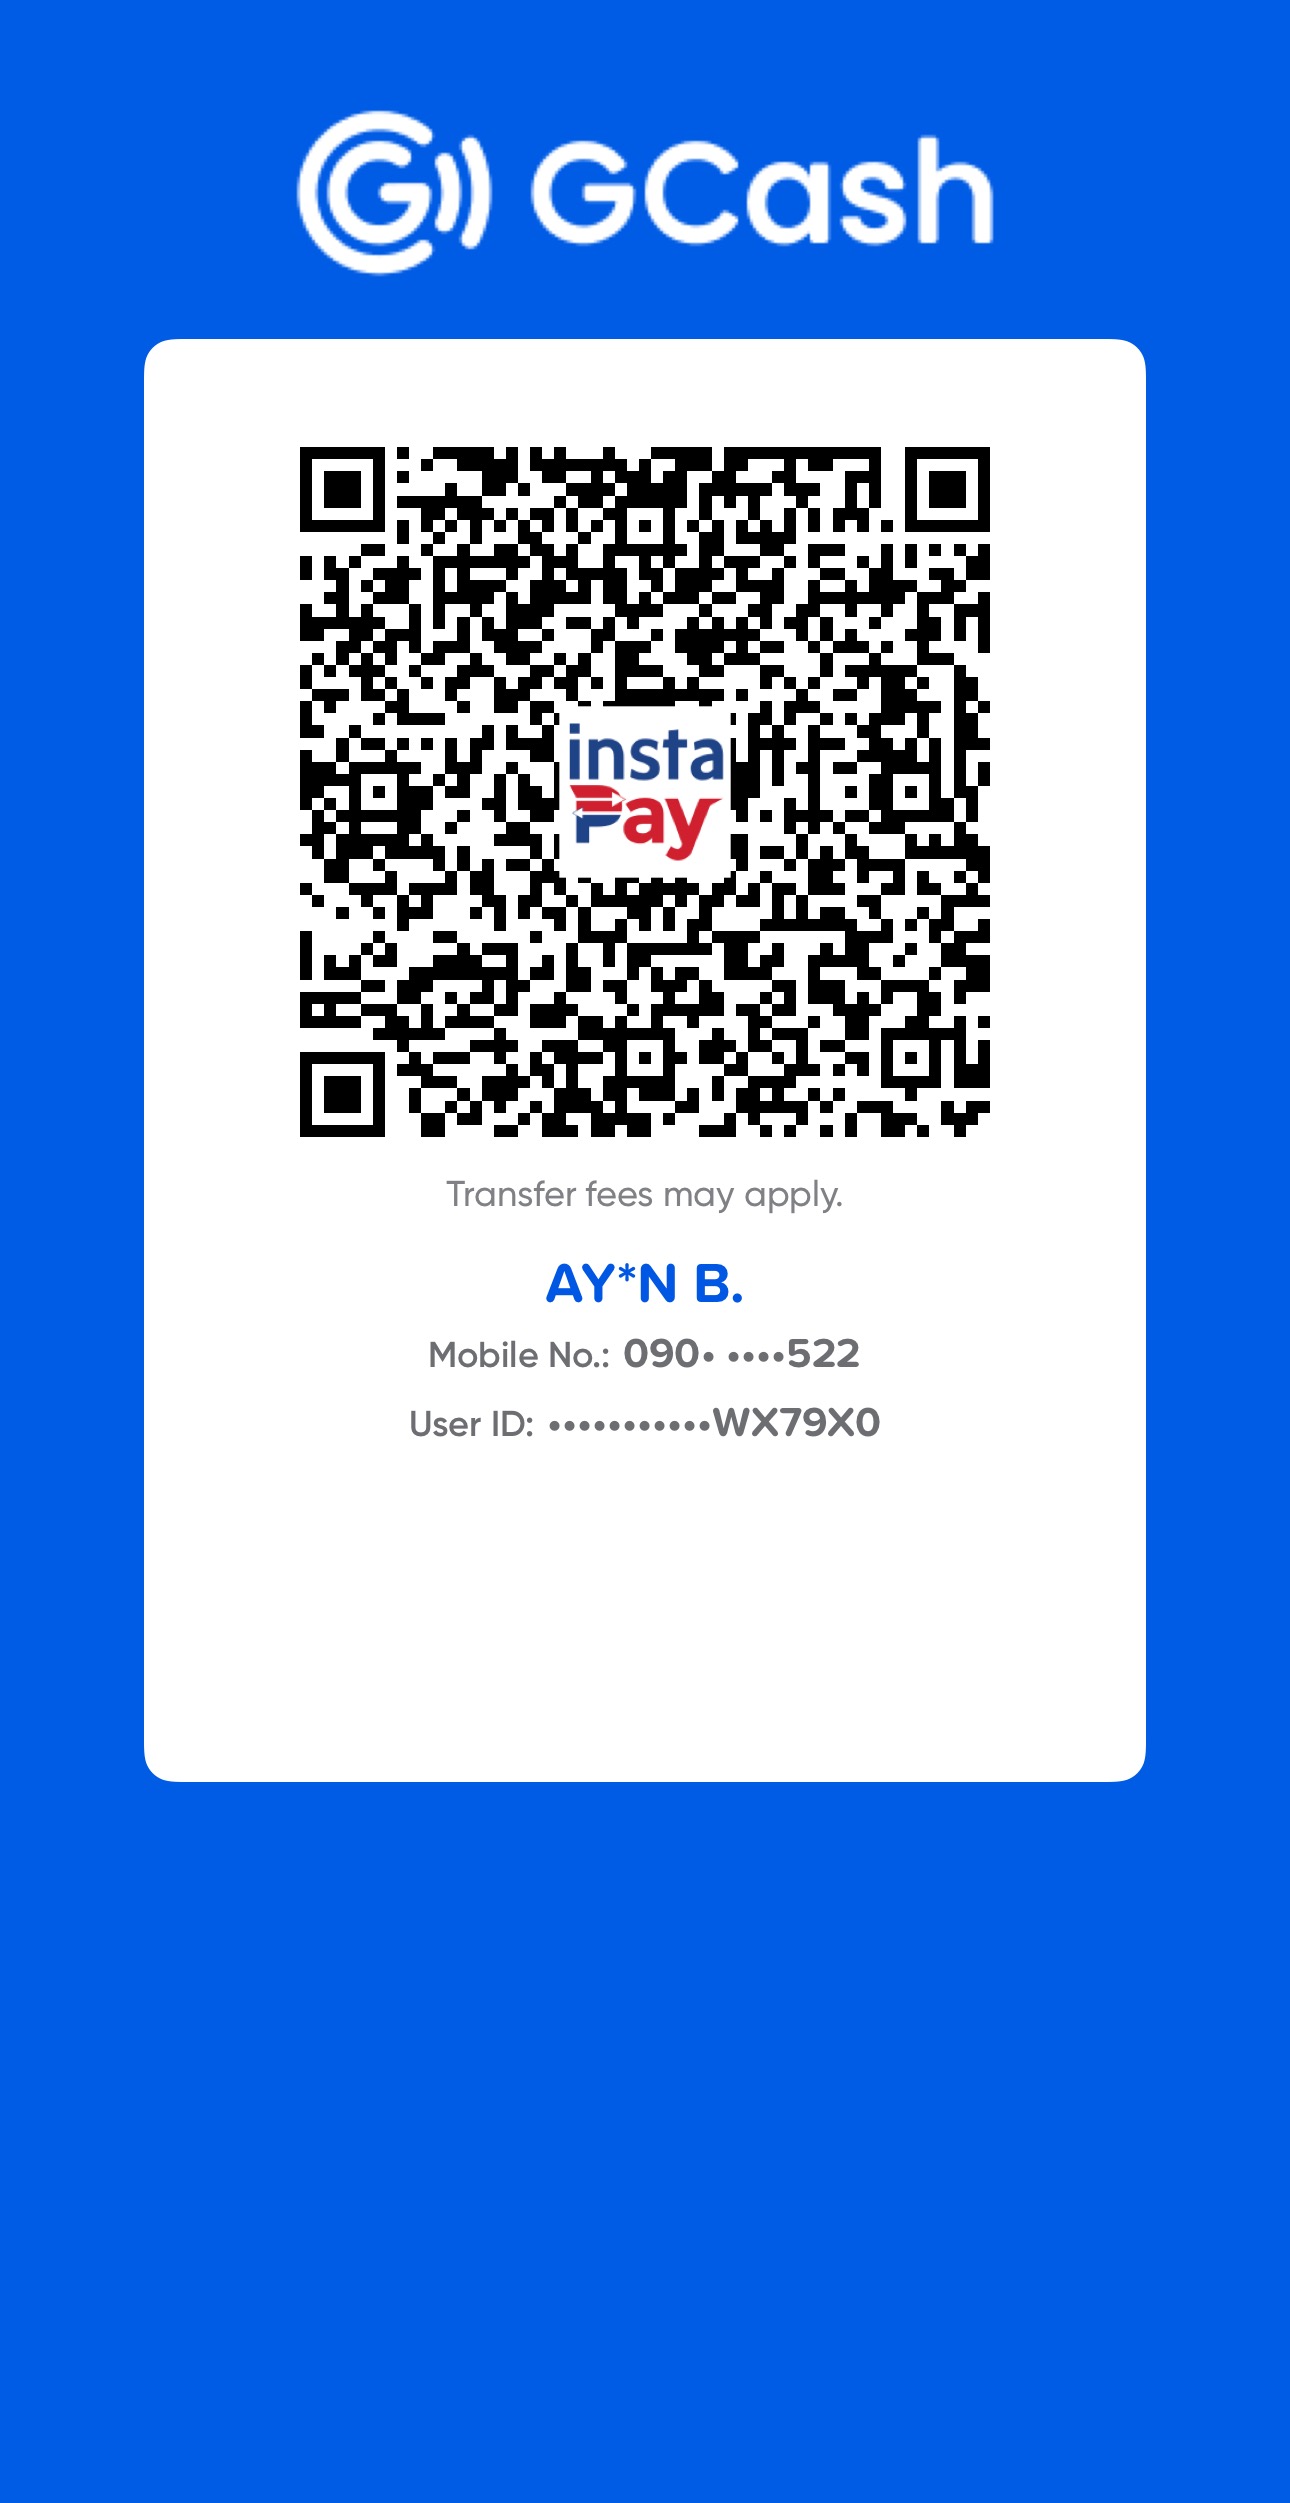 GCash
insta
Pay
Transfer fees may apply.
AY*N B.
Mobile No.: 090• ••••522
User ID: •••••••••••WX79X0